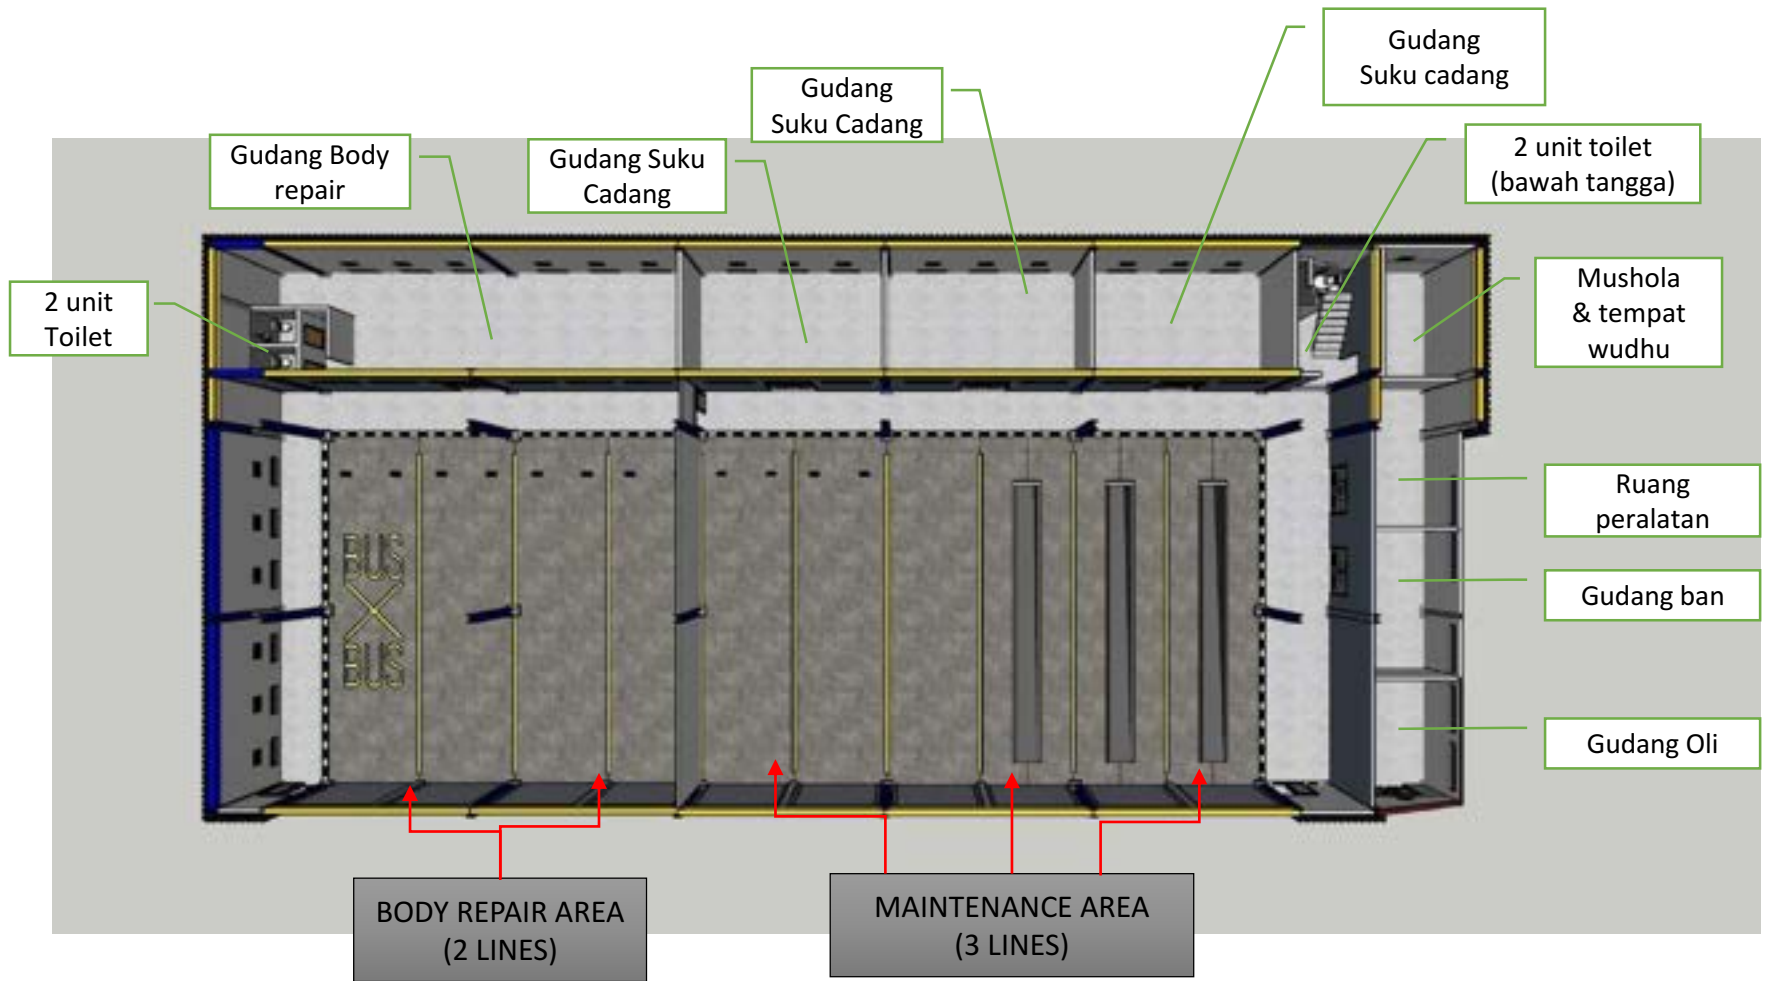 Gudang
Suku cadang
Gudang
Suku Cadang
2 unit toilet
(bawah tangga)
Gudang Body
repair
Gudang Suku
Cadang
Mushola
& tempat
wudhu
2 unit
Toilet
Ruang
peralatan
BUS
BUS
Gudang ban
Gudang Oli
BODY REPAIR AREA
(2 LINES)
MAINTENANCE AREA
(3 LINES)